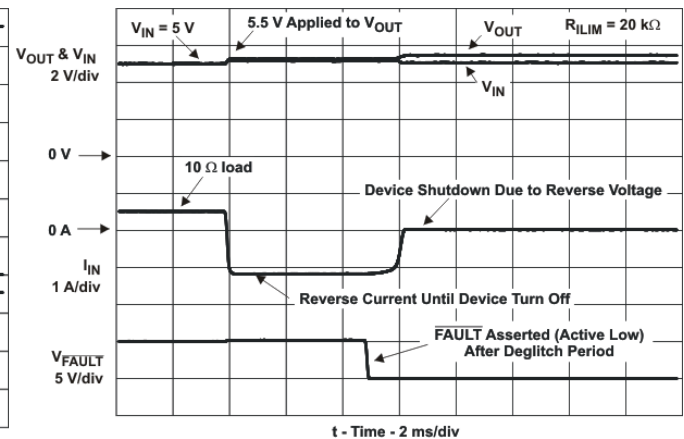 V_IN = 5 V
5.5 V Applied to V_OUT
V_OUT
R_ILIM = 20 kΩ
V_OUT & V_IN
2 V/div
V_IN
0 V
10 Ω load
Device Shutdown Due to Reverse Voltage
0 A
I_IN
1 A/div
Reverse Current Until Device Turn Off
FAULT Asserted (Active Low)
After Deglitch Period
V_FAULT
5 V/div
t - Time - 2 ms/div